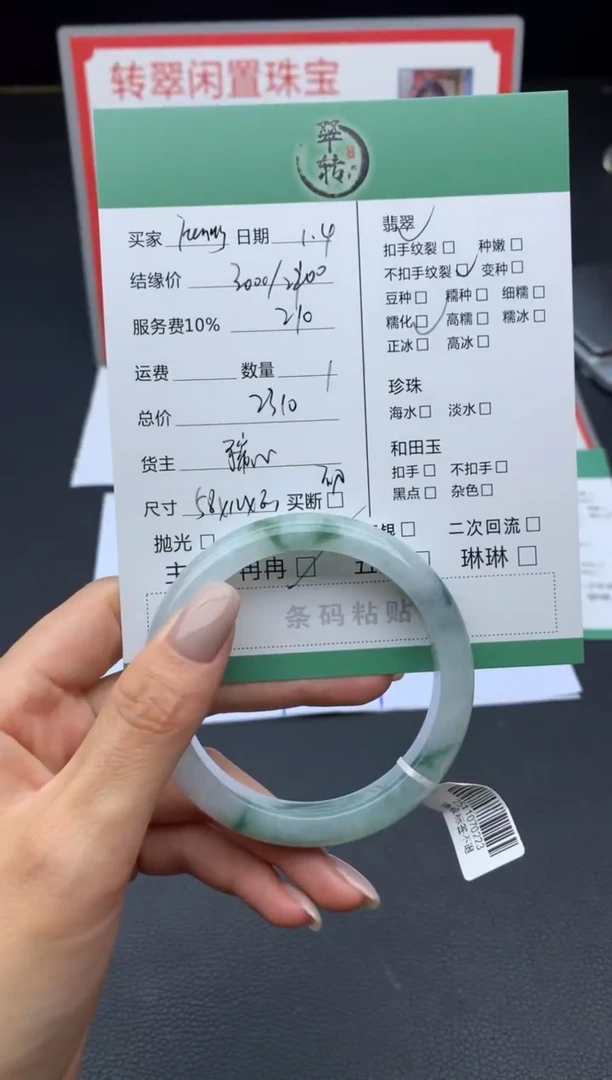 转翠闲置珠宝
翠
转
买家 日期 1.4
结缘价 3000/
服务费10% 210
运费 数量 1
总价 2310
货主
尺寸 58x 买断
抛光
主 冉冉
翡翠
扣手纹裂 种嫩
不扣手纹裂 变种
豆种 糯种 细糯
糯化 高糯 糯冰
正冰 高冰
珍珠
海水 淡水
和田玉
扣手 不扣手
黑点 杂色
银 二次回流
琳琳
条码粘贴